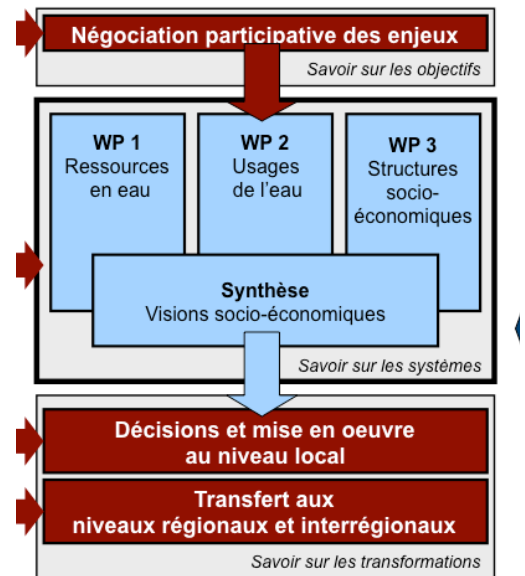 Négociation participative des enjeux
Savoir sur les objectifs
WP 1
Ressources
en eau
WP 2
Usages
de l'eau
WP 3
Structures
socio-
économiques
Synthèse
Visions socio-économiques
Savoir sur les systèmes
Décisions et mise en oeuvre
au niveau local
Transfert aux
niveaux régionaux et interrégionaux
Savoir sur les transformations